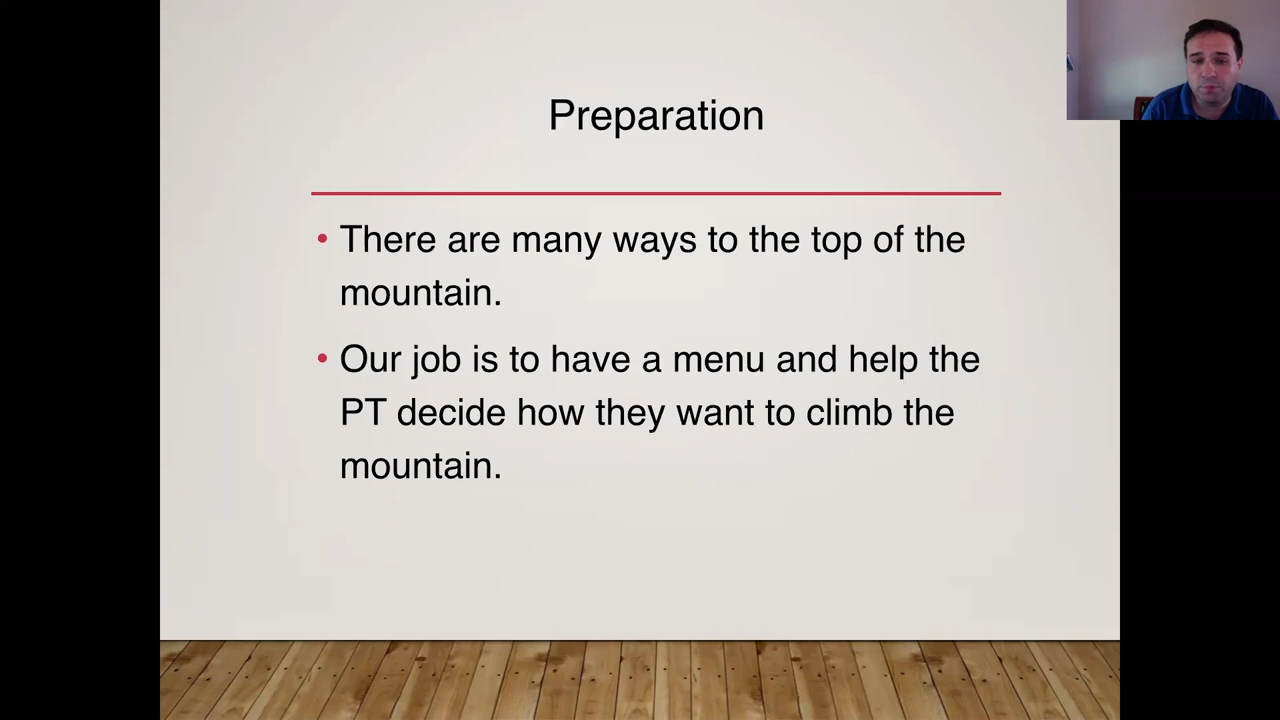 Preparation
• There are many ways to the top of the
mountain.
• Our job is to have a menu and help the
PT decide how they want to climb the
mountain.